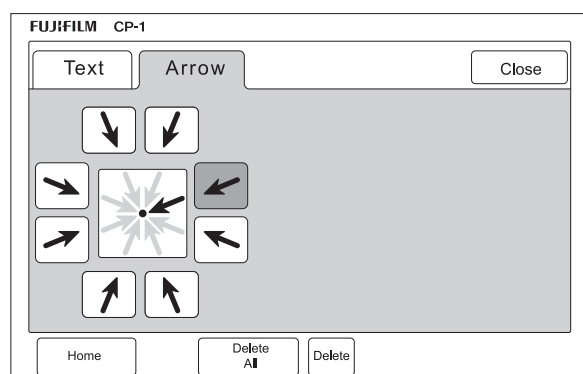 FUJIFILM CP-1
Text Arrow Close
Home
Delete
All
Delete